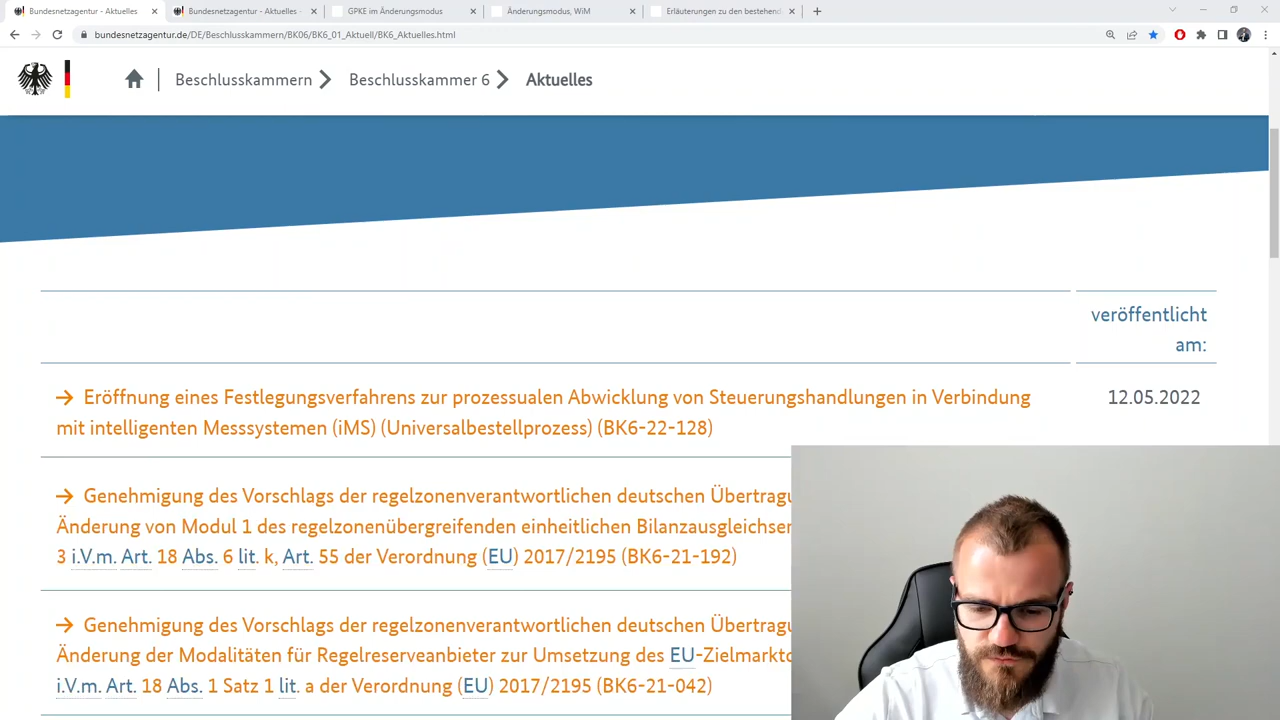 Bundesnetzagentur - Aktuelles
Bundesnetzagentur - Aktuelles -
GPKE im Änderungsmodus
Änderungsmodus, WiM
Erläuterungen zu den bestehend
bundesnetzagentur.de/DE/Beschlusskammern/BK06/BK6_01_Aktuell/BK6_Aktuelles.html
Beschlusskammern
Beschlusskammer 6
Aktuelles
veröffentlicht
am:
→ Eröffnung eines Festlegungsverfahrens zur prozessualen Abwicklung von Steuerungshandlungen in Verbindung
12.05.2022
mit intelligenten Messsystemen (iMS) (Universalbestellprozess) (BK6-22-128)
→ Genehmigung des Vorschlags der regelzonenverantwortlichen deutschen Übertragu
Änderung von Modul 1 des regelzonenübergreifenden einheitlichen Bilanzausgleichser
3 i.V.m. Art. 18 Abs. 6 lit. k, Art. 55 der Verordnung (EU) 2017/2195 (BK6-21-192)
→ Genehmigung des Vorschlags der regelzonenverantwortlichen deutschen Übertragu
Änderung der Modalitäten für Regelreserveanbieter zur Umsetzung des EU-Zielmarktd
i.V.m. Art. 18 Abs. 1 Satz 1 lit. a der Verordnung (EU) 2017/2195 (BK6-21-042)